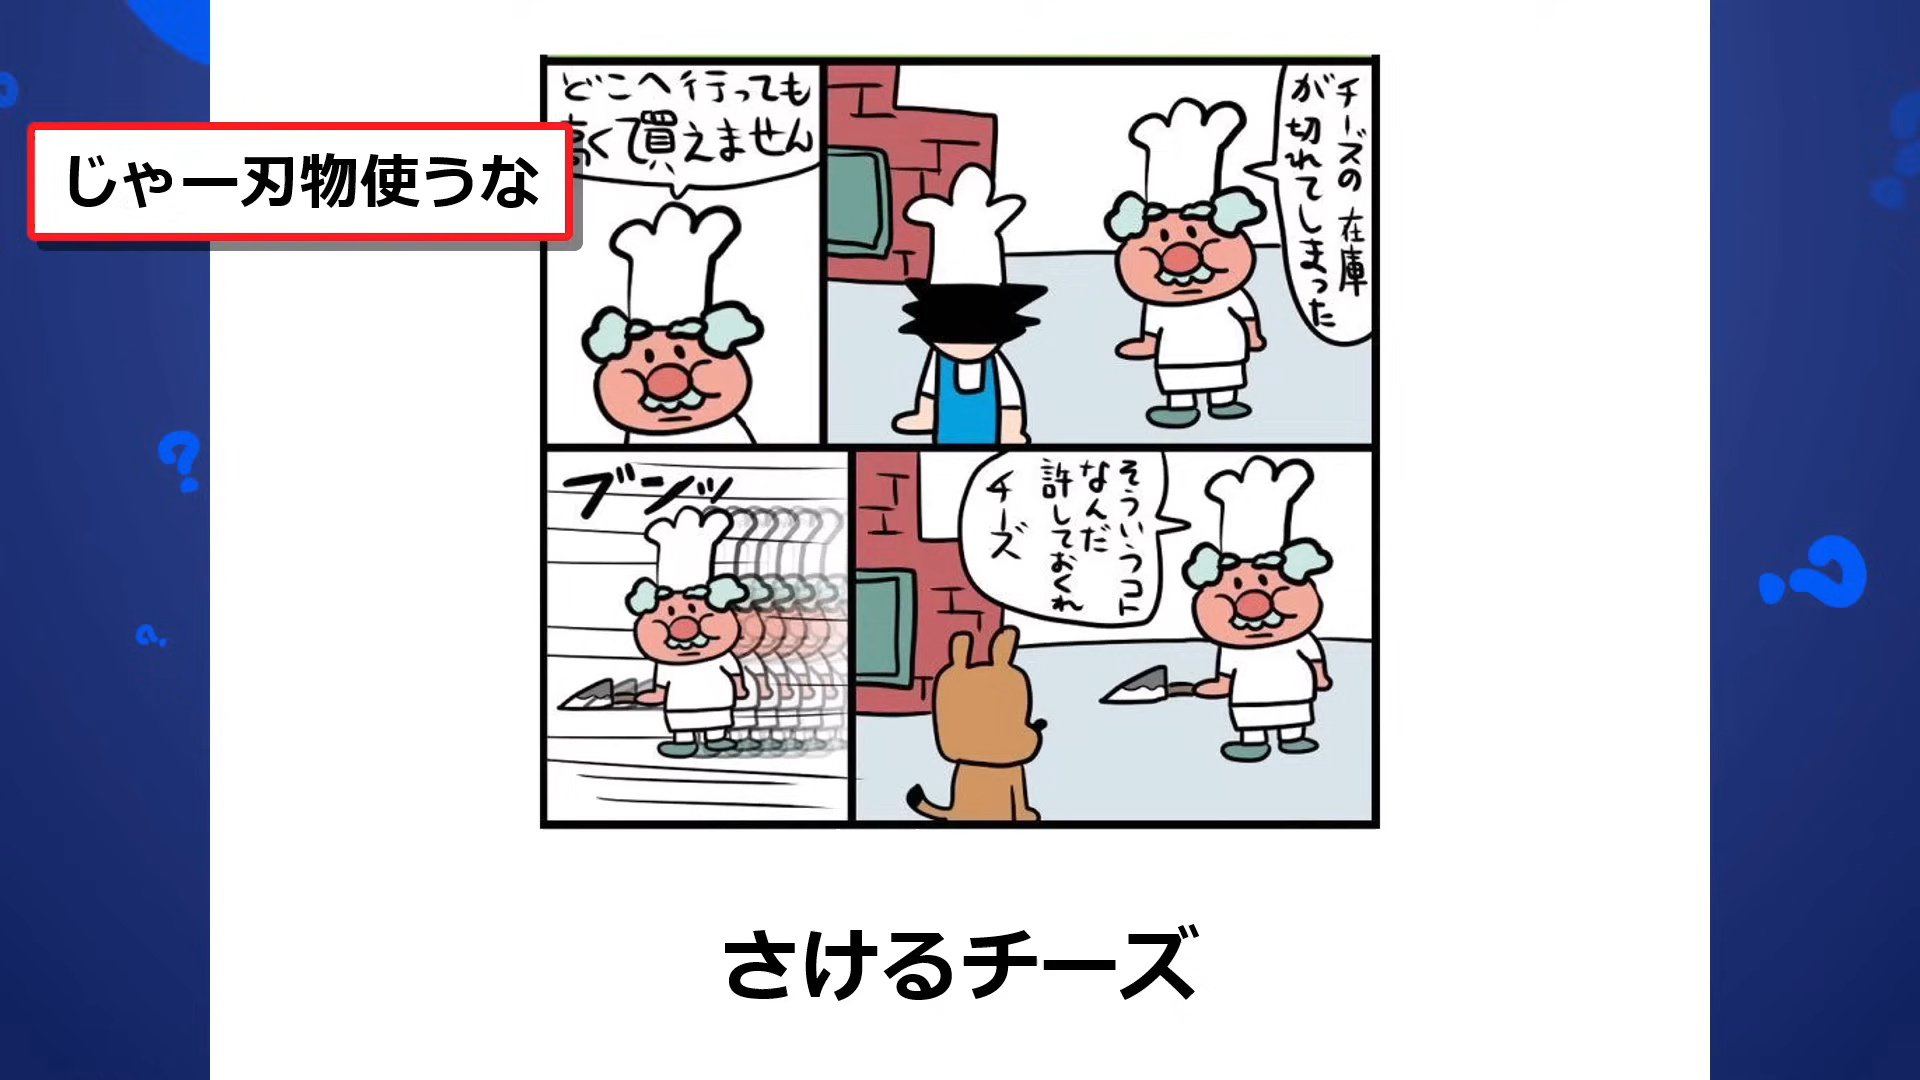 じゃー刃物使うな
チーズの在庫
が切れてしまった
どこへ行っても
高くて買えません
そういうコト
なんだ
許しておくれ
チーズ
ブンッ
さけるチーズ